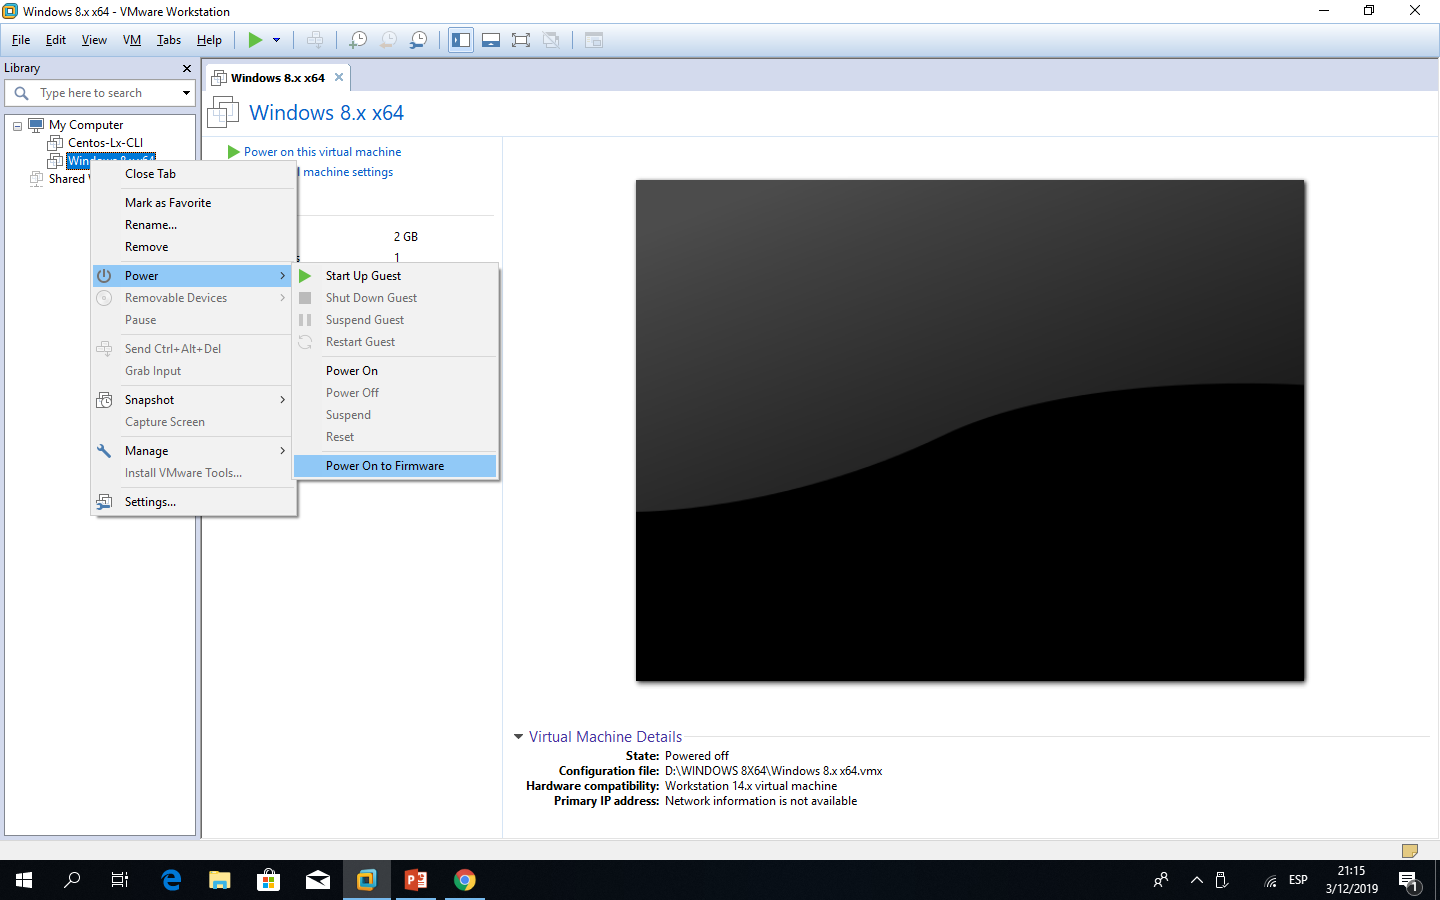 Windows 8.x x64 - VMware Workstation
File Edit View VM Tabs Help
Library
Type here to search
My Computer
Centos-Lx-CLI
Windows 8.x x64
Shared
Windows 8.x x64
Windows 8.x x64
Power on this virtual machine
machine settings
2 GB
1
Close Tab
Mark as Favorite
Rename...
Remove
Power
Removable Devices
Pause
Send Ctrl+Alt+Del
Grab Input
Snapshot
Capture Screen
Manage
Install VMware Tools...
Settings...
Start Up Guest
Shut Down Guest
Suspend Guest
Restart Guest
Power On
Power Off
Suspend
Reset
Power On to Firmware
Virtual Machine Details
State: Powered off
Configuration file: D:\WINDOWS 8X64\Windows 8.x x64.vmx
Hardware compatibility: Workstation 14.x virtual machine
Primary IP address: Network information is not available
ESP
21:15
3/12/2019
1